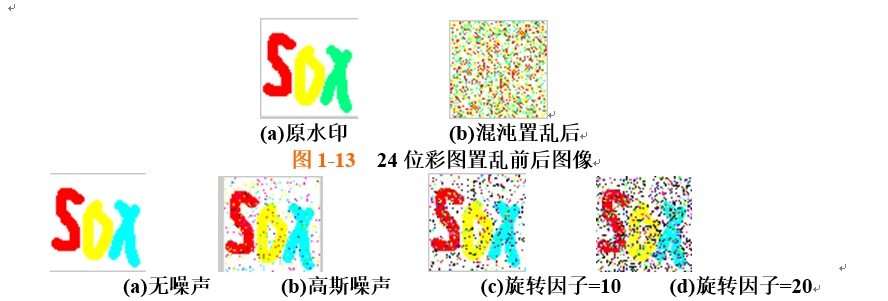 SOX
(a)原水印 (b)混沌置乱后
图 1-13 24 位彩图置乱前后图像
SOX SOX SOX SOX
(a)无噪声 (b)高斯噪声 (c)旋转因子=10 (d)旋转因子=20